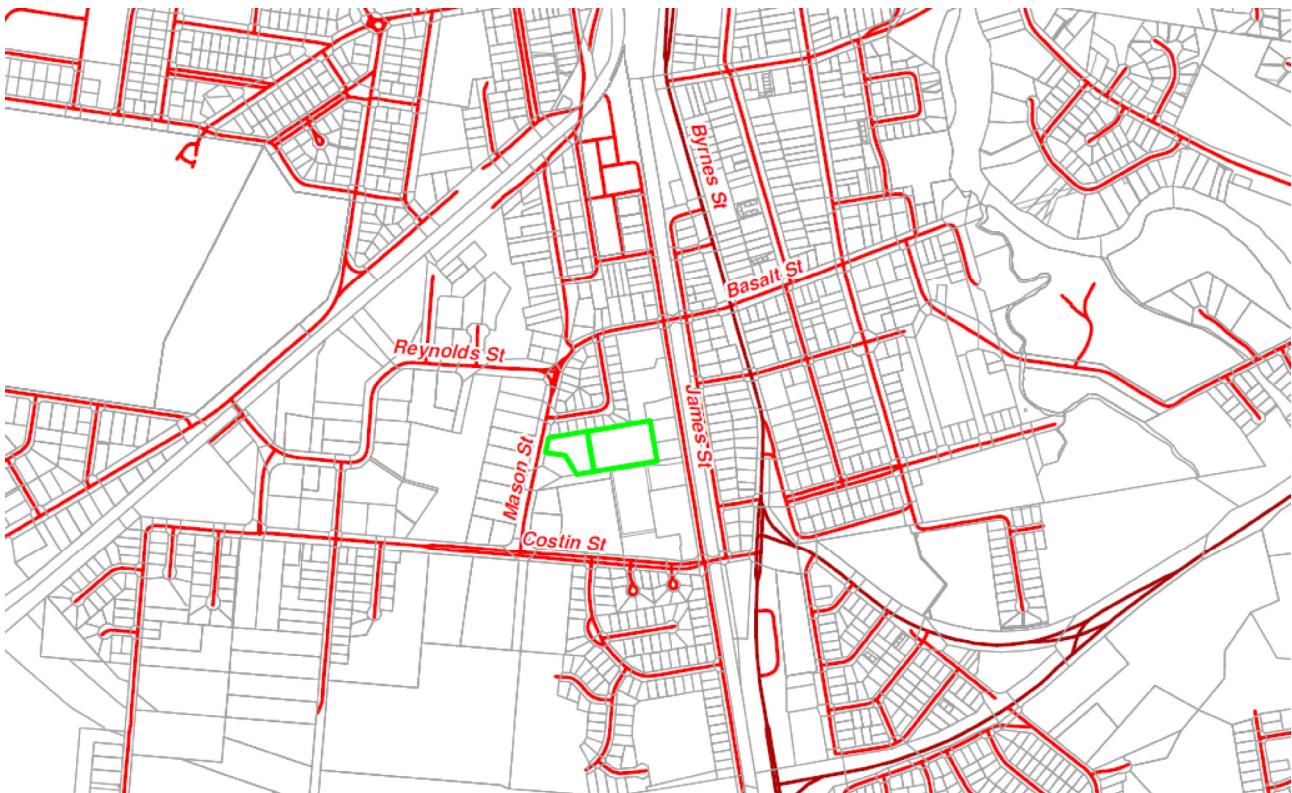 Byrnes St
Basalt St
Reynolds St
James St
Mason St
Costin St